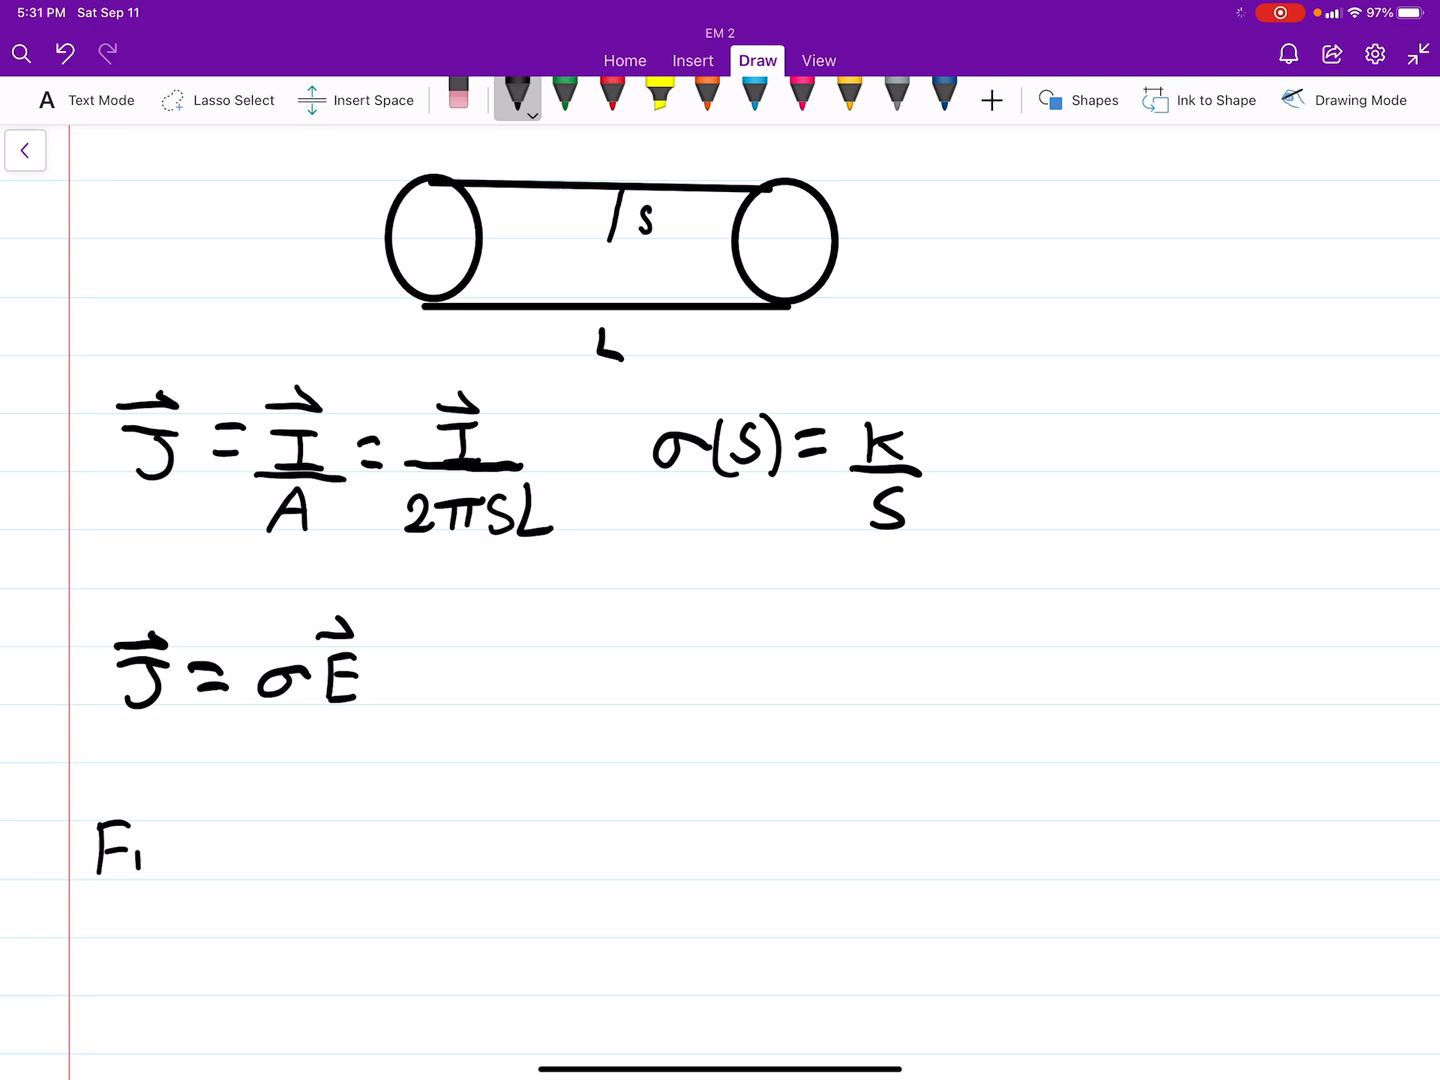 5:31 PM Sat Sep 11
97%
EM 2
Home Insert Draw View
A Text Mode Lasso Select Insert Space Shapes Ink to Shape Drawing Mode
S
L
J⃗ = I⃗/A = I⃗/2πSL σ(S) = K/S
J⃗ = σE⃗
Fı